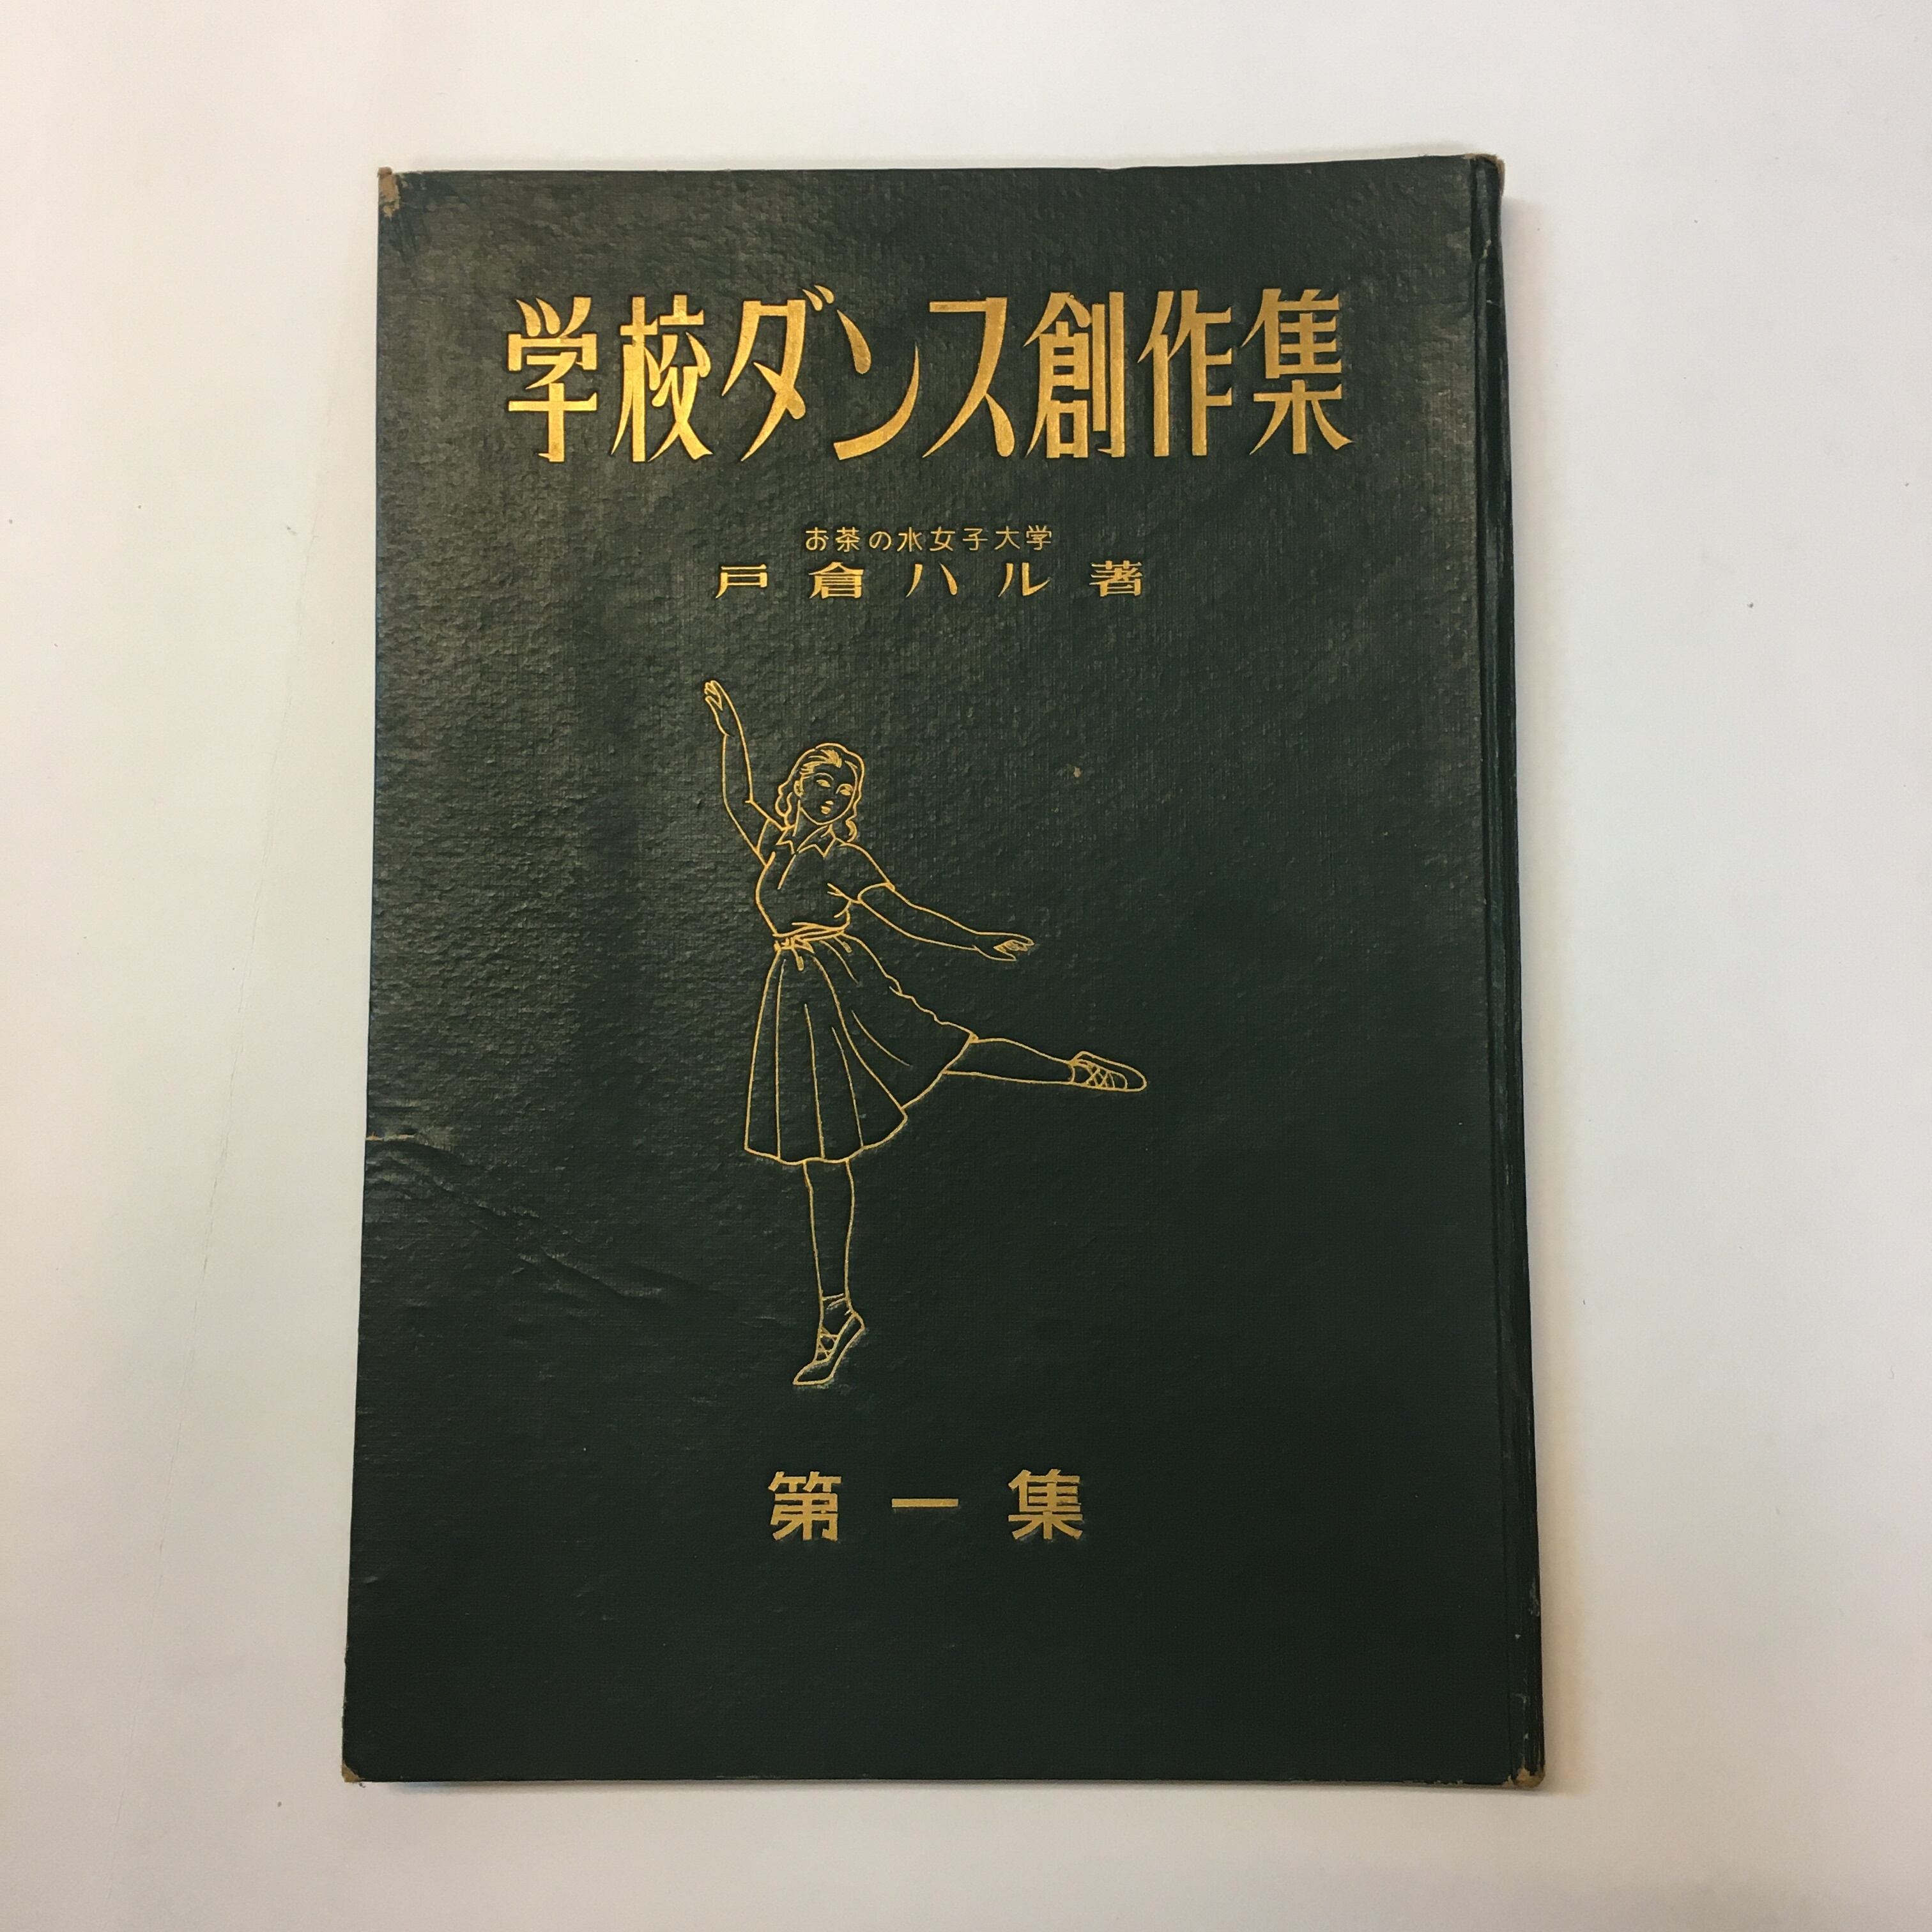 学校ダンス創作集
お茶の水女子大学
戸倉ハル著
第一集